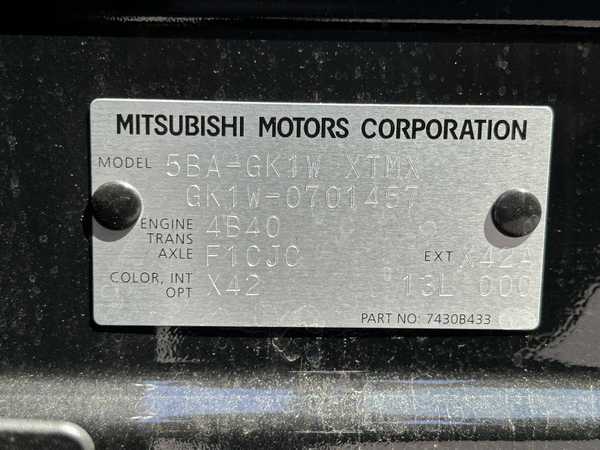 MITSUBISHI MOTORS CORPORATION
MODEL 5BA-GK1W XTMX
GK1W-0701457
ENGINE 4B40
TRANS
AXLE F1CJC EXT X42A
COLOR, INT X42 13L 000
OPT
PART NO: 7430B433